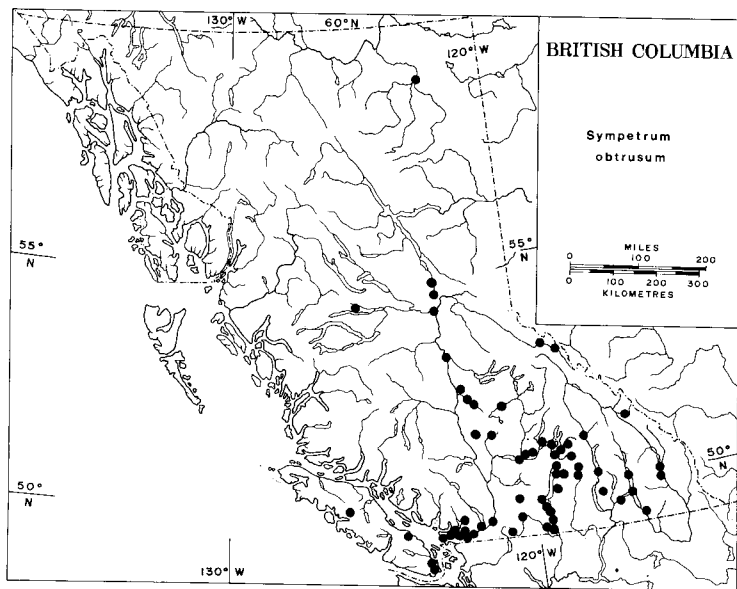 130° W
60° N
120° W
BRITISH COLUMBIA
Sympetrum
obtrusum
MILES
0 100 200
0 100 200 300
KILOMETRES
55°
N
55°
N
50°
N
50°
N
130° W
120° W